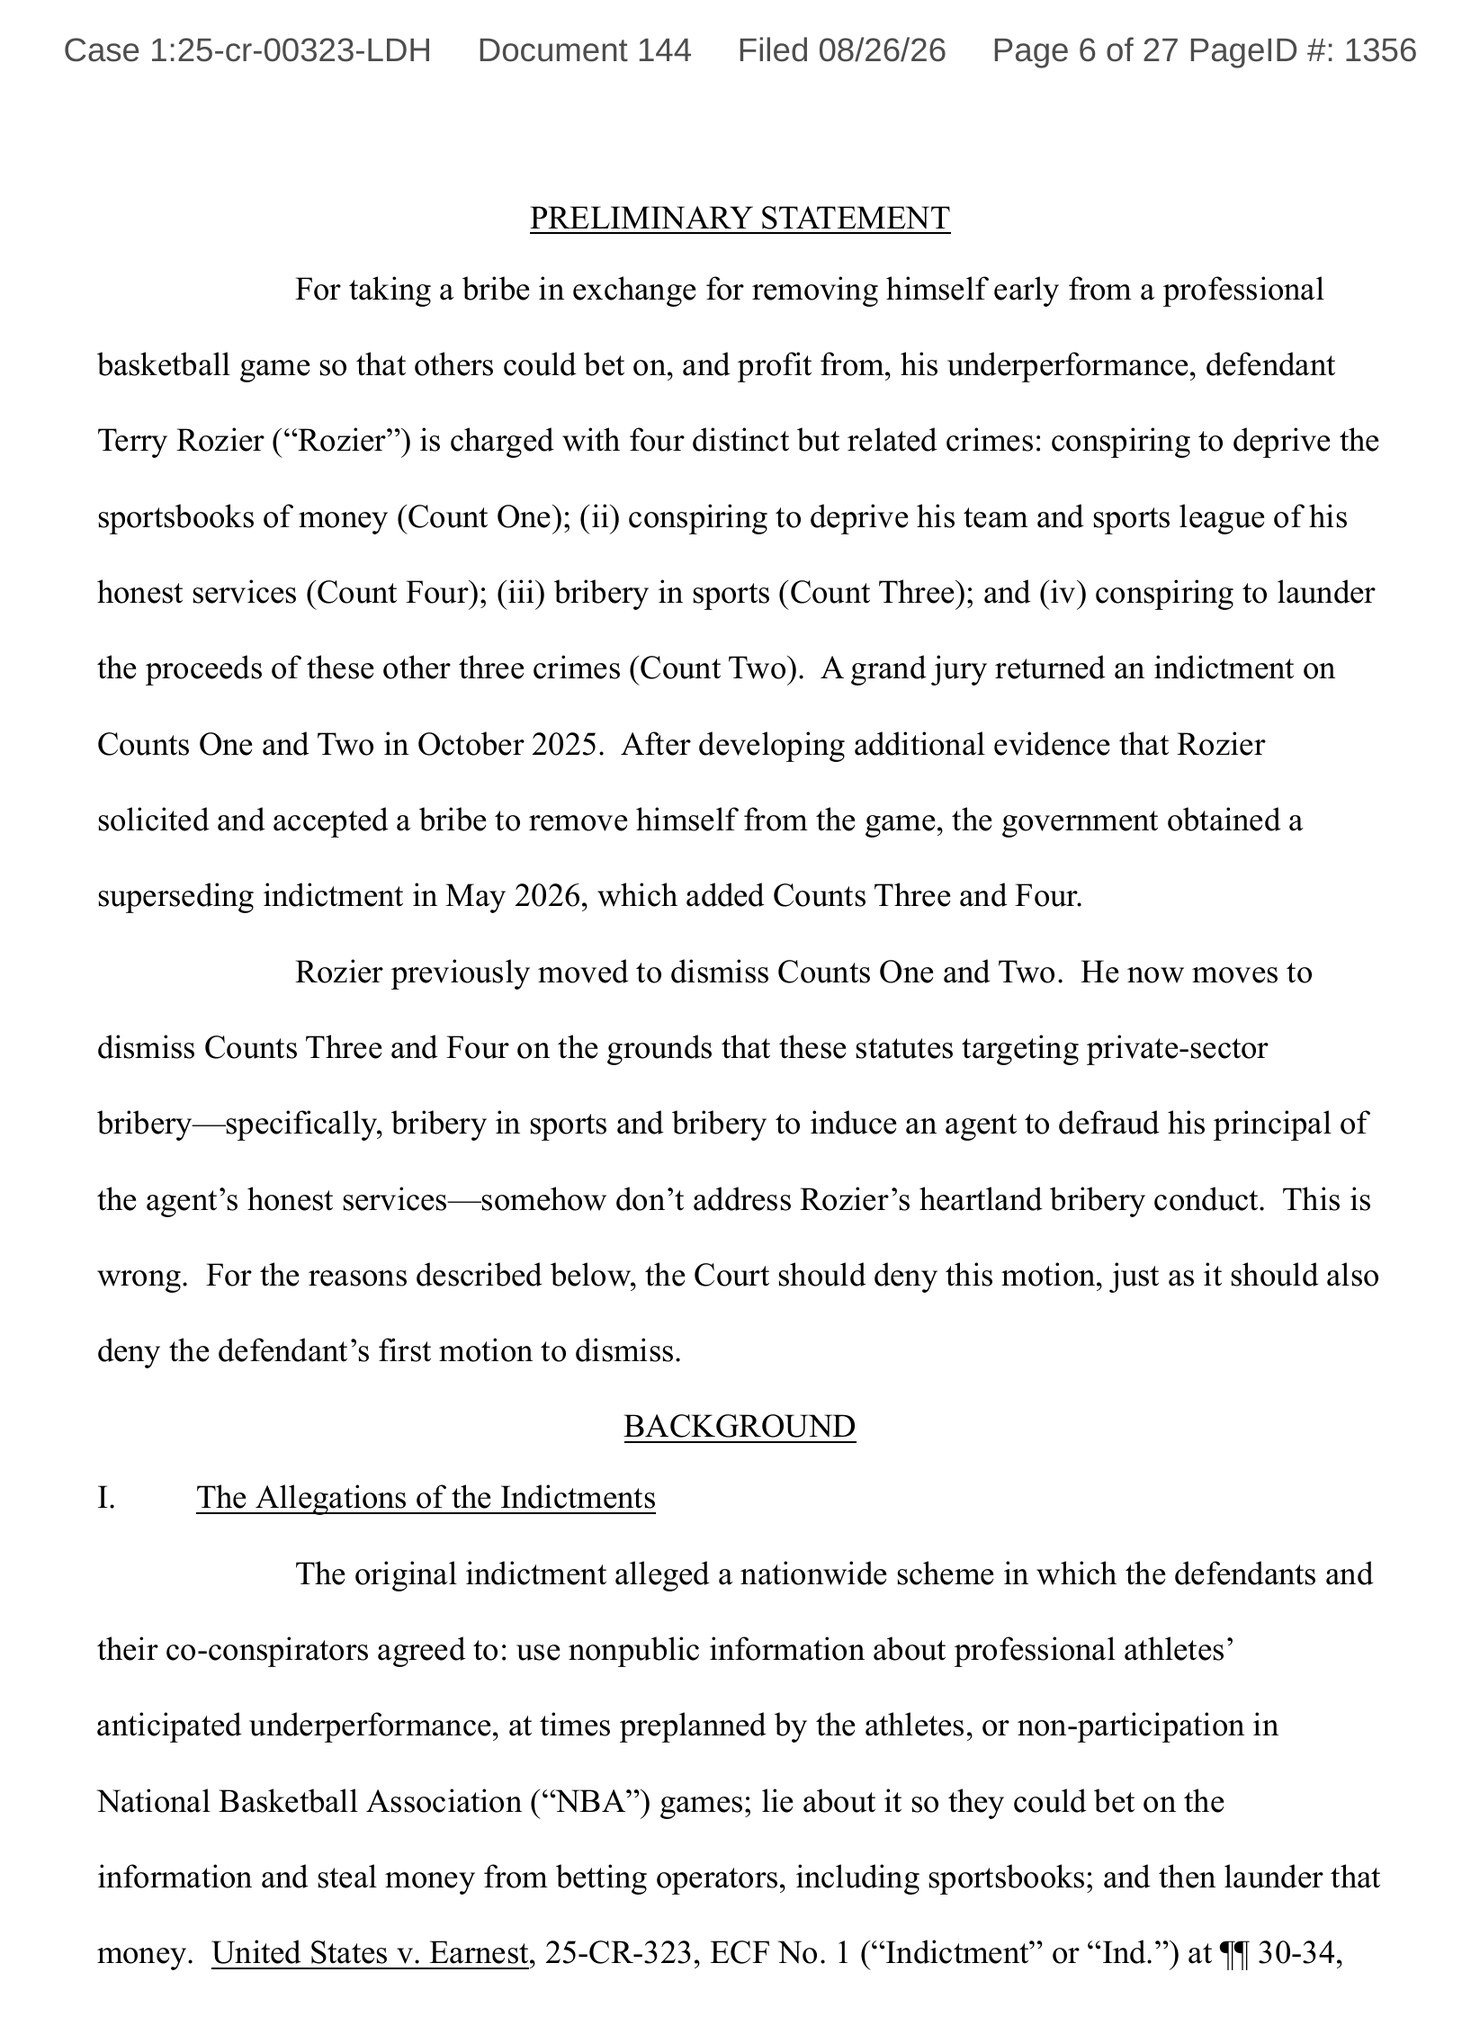 Case 1:25-cr-00323-LDH Document 144 Filed 08/26/26 Page 6 of 27 PageID #: 1356
PRELIMINARY STATEMENT
For taking a bribe in exchange for removing himself early from a professional
basketball game so that others could bet on, and profit from, his underperformance, defendant
Terry Rozier (“Rozier”) is charged with four distinct but related crimes: conspiring to deprive the
sportsbooks of money (Count One); (ii) conspiring to deprive his team and sports league of his
honest services (Count Four); (iii) bribery in sports (Count Three); and (iv) conspiring to launder
the proceeds of these other three crimes (Count Two).  A grand jury returned an indictment on
Counts One and Two in October 2025.  After developing additional evidence that Rozier
solicited and accepted a bribe to remove himself from the game, the government obtained a
superseding indictment in May 2026, which added Counts Three and Four.
Rozier previously moved to dismiss Counts One and Two.  He now moves to
dismiss Counts Three and Four on the grounds that these statutes targeting private-sector
bribery—specifically, bribery in sports and bribery to induce an agent to defraud his principal of
the agent’s honest services—somehow don’t address Rozier’s heartland bribery conduct.  This is
wrong.  For the reasons described below, the Court should deny this motion, just as it should also
deny the defendant’s first motion to dismiss.
BACKGROUND
I. The Allegations of the Indictments
The original indictment alleged a nationwide scheme in which the defendants and
their co-conspirators agreed to: use nonpublic information about professional athletes’
anticipated underperformance, at times preplanned by the athletes, or non-participation in
National Basketball Association (“NBA”) games; lie about it so they could bet on the
information and steal money from betting operators, including sportsbooks; and then launder that
money.  United States v. Earnest, 25-CR-323, ECF No. 1 (“Indictment” or “Ind.”) at ¶¶ 30-34,